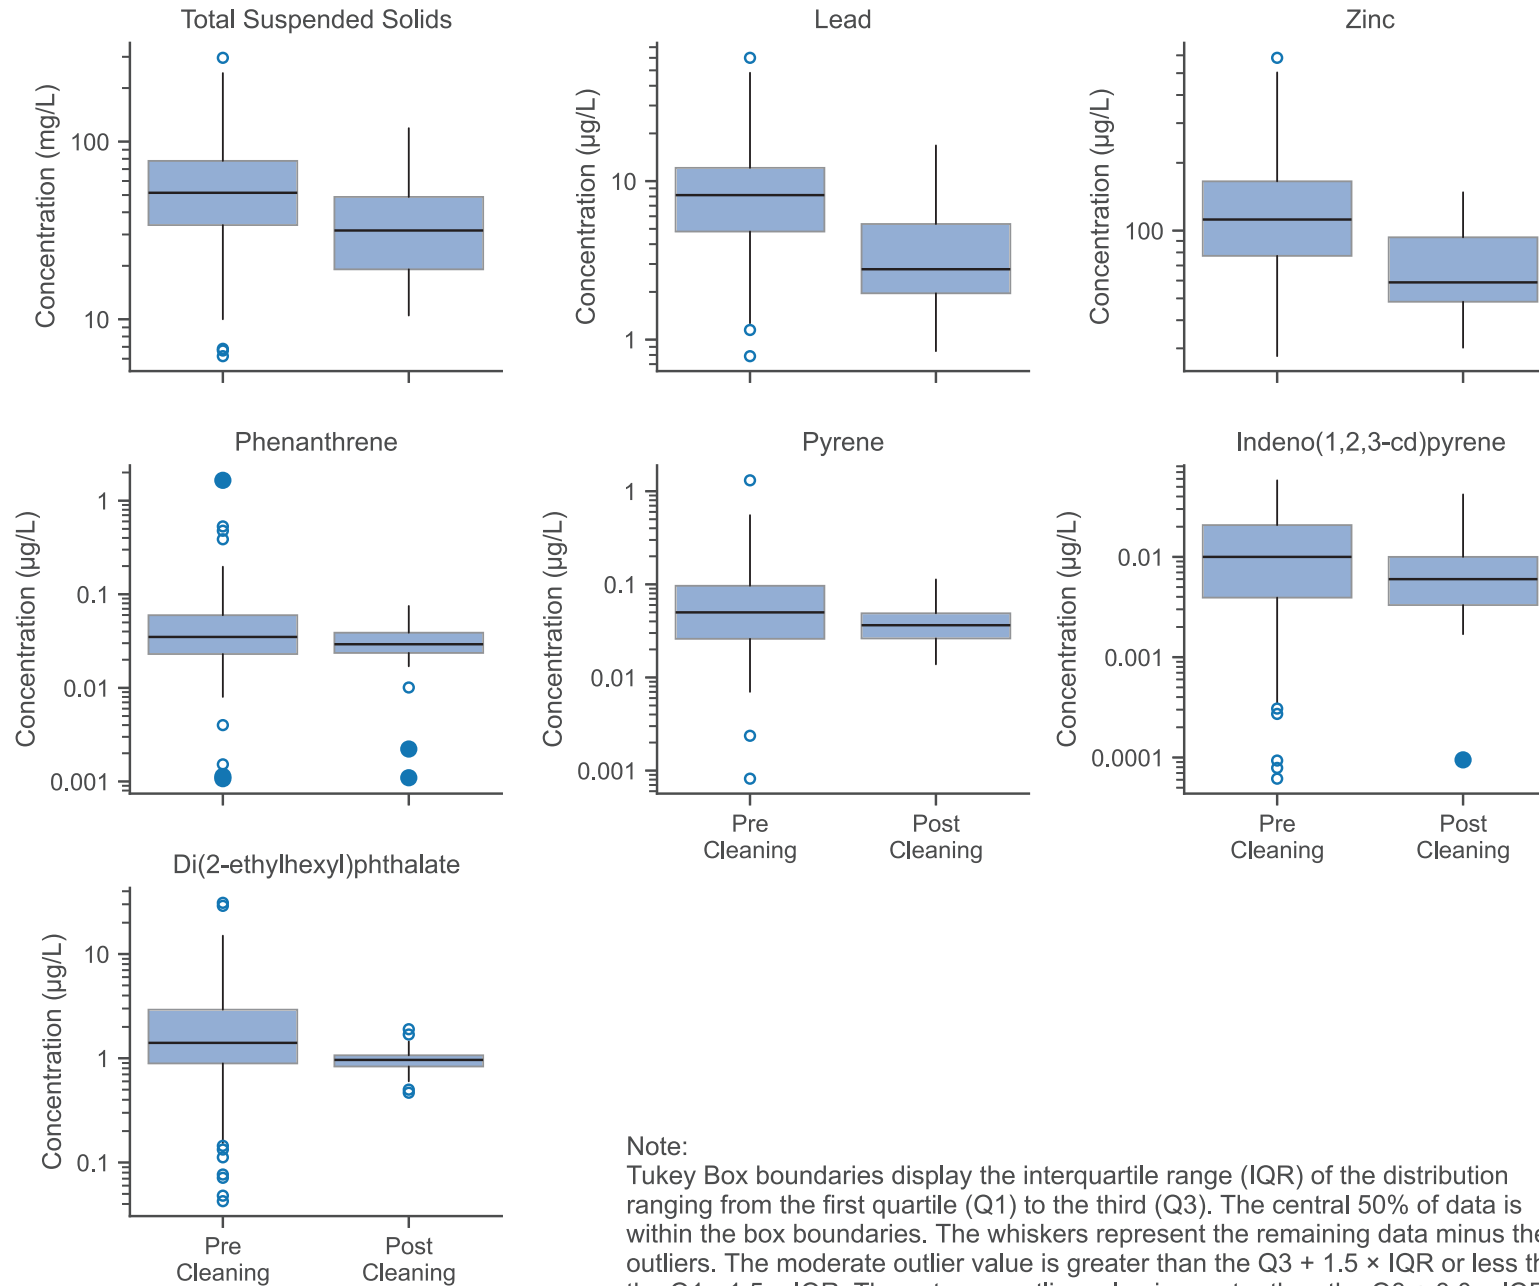 Total Suspended Solids
Concentration (mg/L)
100
10
Lead
Concentration (µg/L)
10
1
Zinc
Concentration (µg/L)
100
Phenanthrene
Concentration (µg/L)
1
0.1
0.01
0.001
Pyrene
Concentration (µg/L)
1
0.1
0.01
0.001
Pre
Cleaning
Post
Cleaning
Indeno(1,2,3-cd)pyrene
Concentration (µg/L)
0.01
0.001
0.0001
Pre
Cleaning
Post
Cleaning
Di(2-ethylhexyl)phthalate
Concentration (µg/L)
10
1
0.1
Pre
Cleaning
Post
Cleaning
Note:
Tukey Box boundaries display the interquartile range (IQR) of the distribution
ranging from the first quartile (Q1) to the third (Q3). The central 50% of data is
within the box boundaries. The whiskers represent the remaining data minus the
outliers. The moderate outlier value is greater than the Q3 + 1.5 × IQR or less th